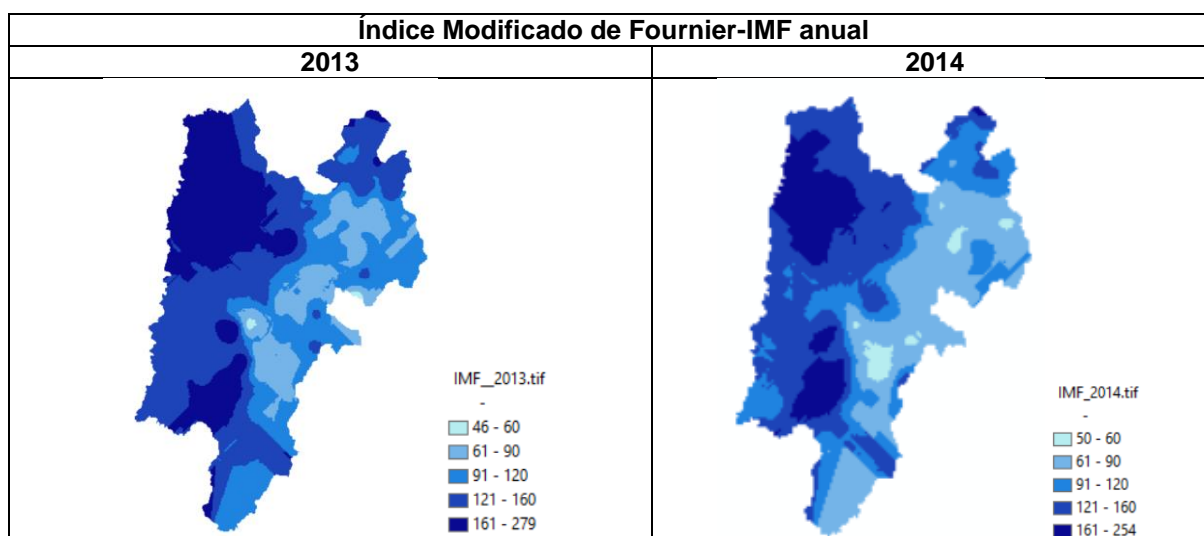 Índice Modificado de Fournier-IMF anual
2013
2014
IMF__2013.tif
-
46 - 60
61 - 90
91 - 120
121 - 160
161 - 279
IMF_2014.tif
-
50 - 60
61 - 90
91 - 120
121 - 160
161 - 254